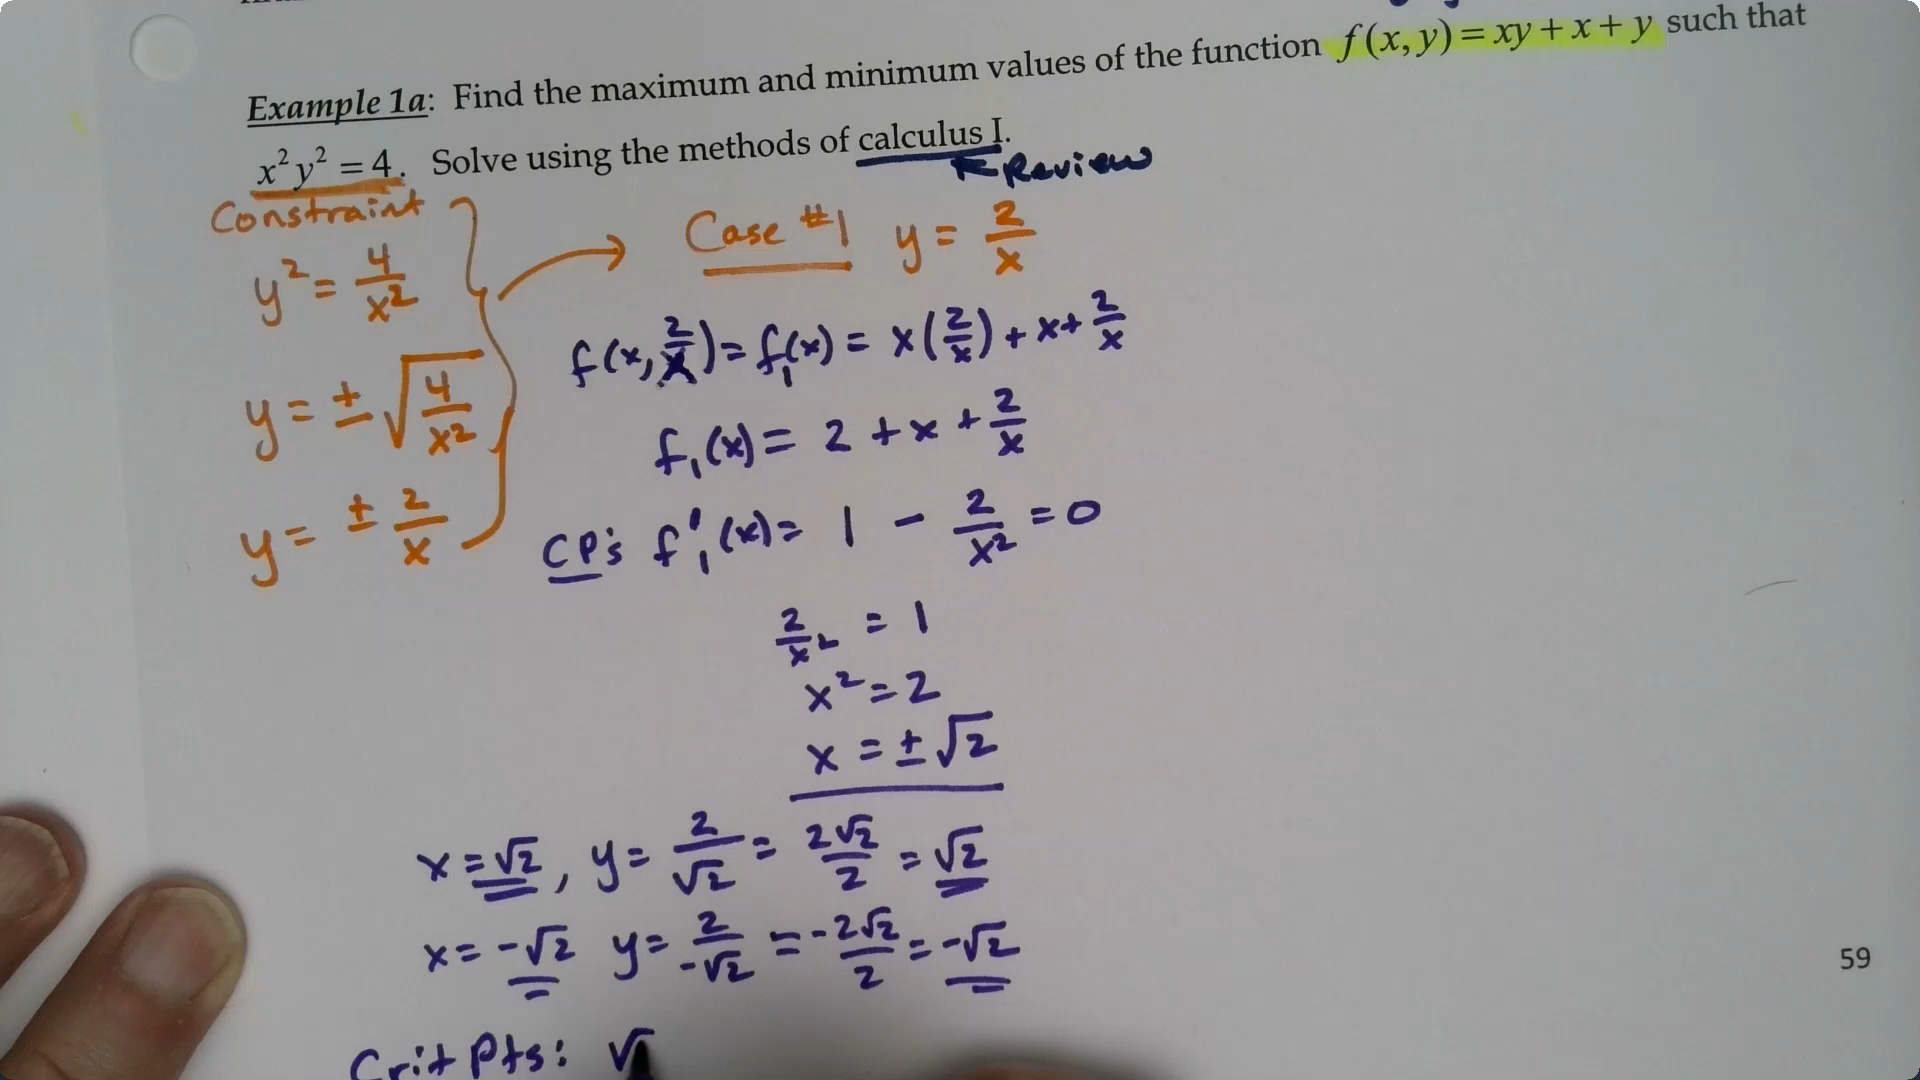 Example 1a: Find the maximum and minimum values of the function f(x, y) = xy + x + y such that
x² y² = 4. Solve using the methods of calculus I.
Review
Constraint
y² = 4/x²
y = ± √(4/x²)
y = ± 2/x
Case #1 y = 2/x
f(x, 2/x) = f₁(x) = x(2/x) + x + 2/x
f₁(x) = 2 + x + 2/x
CP's f₁'(x) = 1 − 2/x² = 0
2/x² = 1
x² = 2
x = ± √2
x = √2, y = 2/√2 = 2√2/2 = √2
x = -√2 y = 2/-√2 = -2√2/2 = -√2
Crit Pts: √
59